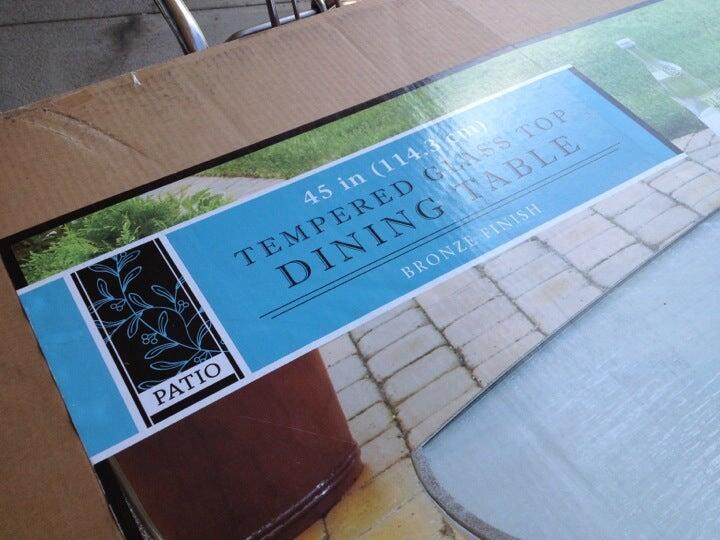 45 in (114.3 cm)
TEMPERED GLASS TOP
DINING TABLE
BRONZE FINISH
PATIO